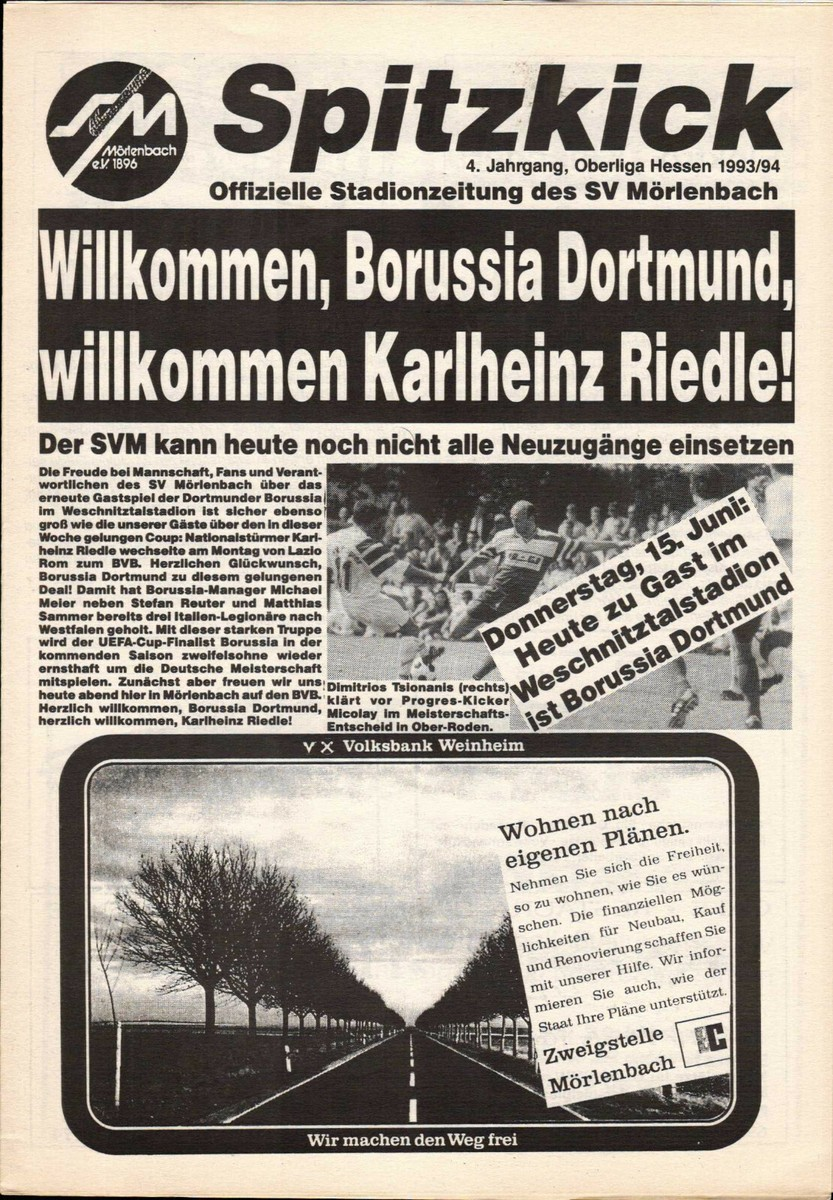 SM
Mörlenbach
e.V. 1896
Spitzkick
4. Jahrgang, Oberliga Hessen 1993/94
Offizielle Stadionzeitung des SV Mörlenbach
Willkommen, Borussia Dortmund,
willkommen Karlheinz Riedle!
Der SVM kann heute noch nicht alle Neuzugänge einsetzen
Die Freude bei Mannschaft, Fans und Verant-
wortlichen des SV Mörlenbach über das
erneute Gastspiel der Dortmunder Borussia
im Weschnitztalstadion ist sicher ebenso
groß wie die unserer Gäste über den in dieser
Woche gelungen Coup: Nationalstürmer Karl-
heinz Riedle wechselte am Montag von Lazio
Rom zum BVB. Herzlichen Glückwunsch,
Borussia Dortmund zu diesem gelungenen
Deal! Damit hat Borussia-Manager Michael
Meier neben Stefan Reuter und Matthias
Sammer bereits drei Italien-Legionäre nach
Westfalen geholt. Mit dieser starken Truppe
wird der UEFA-Cup-Finalist Borussia in der
kommenden Saison zweifelsohne wieder
ernsthaft um die Deutsche Meisterschaft
mitspielen. Zunächst aber freuen wir uns
heute abend hier in Mörlenbach auf den BVB.
Herzlich willkommen, Borussia Dortmund,
herzlich willkommen, Karlheinz Riedle!
11
Donnerstag, 15. Juni:
Heute zu Gast im
Weschnitztalstadion
ist Borussia Dortmund
Dimitrios Tsionanis (rechts)
klärt vor Progres-Kicker
Micolay im Meisterschafts-
Entscheid in Ober-Roden.
Volksbank Weinheim
Wohnen nach
eigenen Plänen.
Nehmen Sie sich die Freiheit,
so zu wohnen, wie Sie es wün-
schen. Die finanziellen Mög-
lichkeiten für Neubau, Kauf
und Renovierung schaffen Sie
mit unserer Hilfe. Wir infor-
mieren Sie auch, wie der
Staat Ihre Pläne unterstützt.
Zweigstelle
Mörlenbach
Wir machen den Weg frei